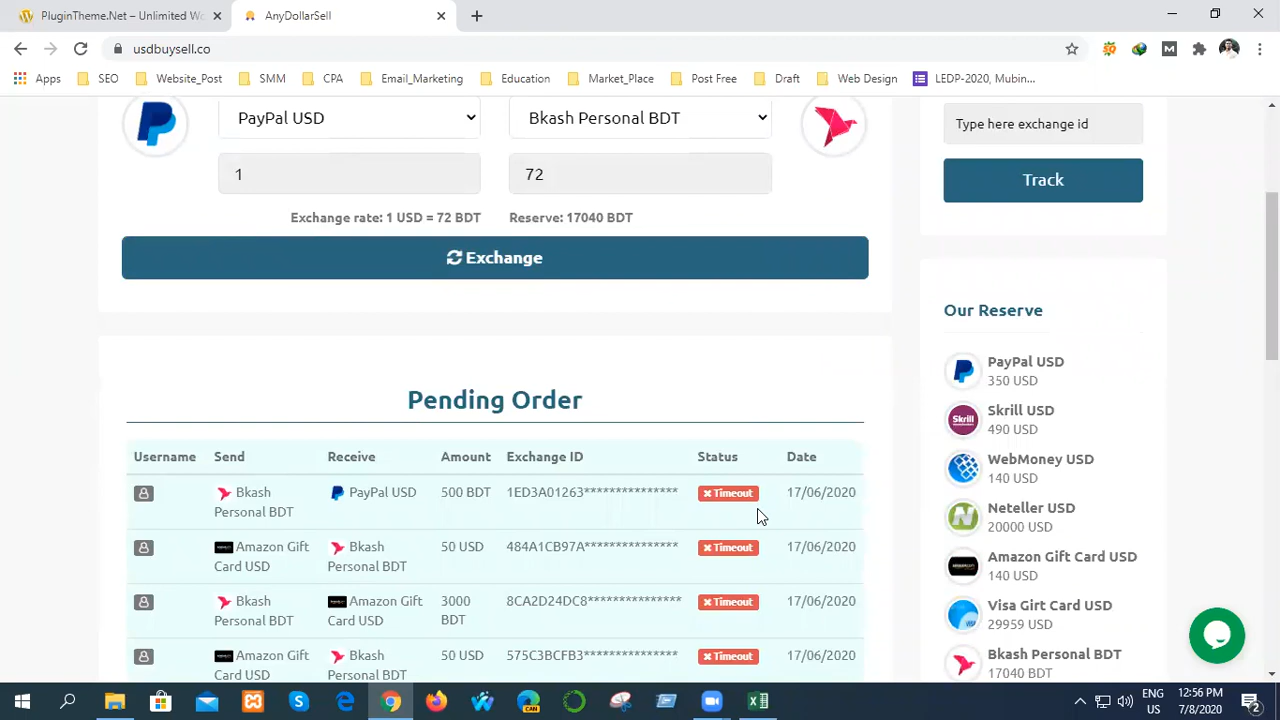 PluginTheme.Net – Unlimited Wo
AnyDollarSell
usdbuysell.co
Apps
SEO
Website_Post
SMM
CPA
Email_Marketing
Education
Market_Place
Post Free
Draft
Web Design
LEDP-2020, Mubin...
PayPal USD
Bkash Personal BDT
1
72
Exchange rate: 1 USD = 72 BDT
Reserve: 17040 BDT
Exchange
Type here exchange id
Track
Pending Order
Username Send Receive Amount Exchange ID Status Date
Bkash Personal BDT PayPal USD 500 BDT 1ED3A01263*************** Timeout 17/06/2020
Amazon Gift Card USD Bkash Personal BDT 50 USD 484A1CB97A*************** Timeout 17/06/2020
Bkash Personal BDT Amazon Gift Card USD 3000 BDT 8CA2D24DC8*************** Timeout 17/06/2020
Amazon Gift Card USD Bkash Personal BDT 50 USD 575C3BCFB3*************** Timeout 17/06/2020
Our Reserve
PayPal USD
350 USD
Skrill USD
490 USD
WebMoney USD
140 USD
Neteller USD
20000 USD
Amazon Gift Card USD
140 USD
Visa Girt Card USD
29959 USD
Bkash Personal BDT
17040 BDT
ENG
US
12:56 PM
7/8/2020
2